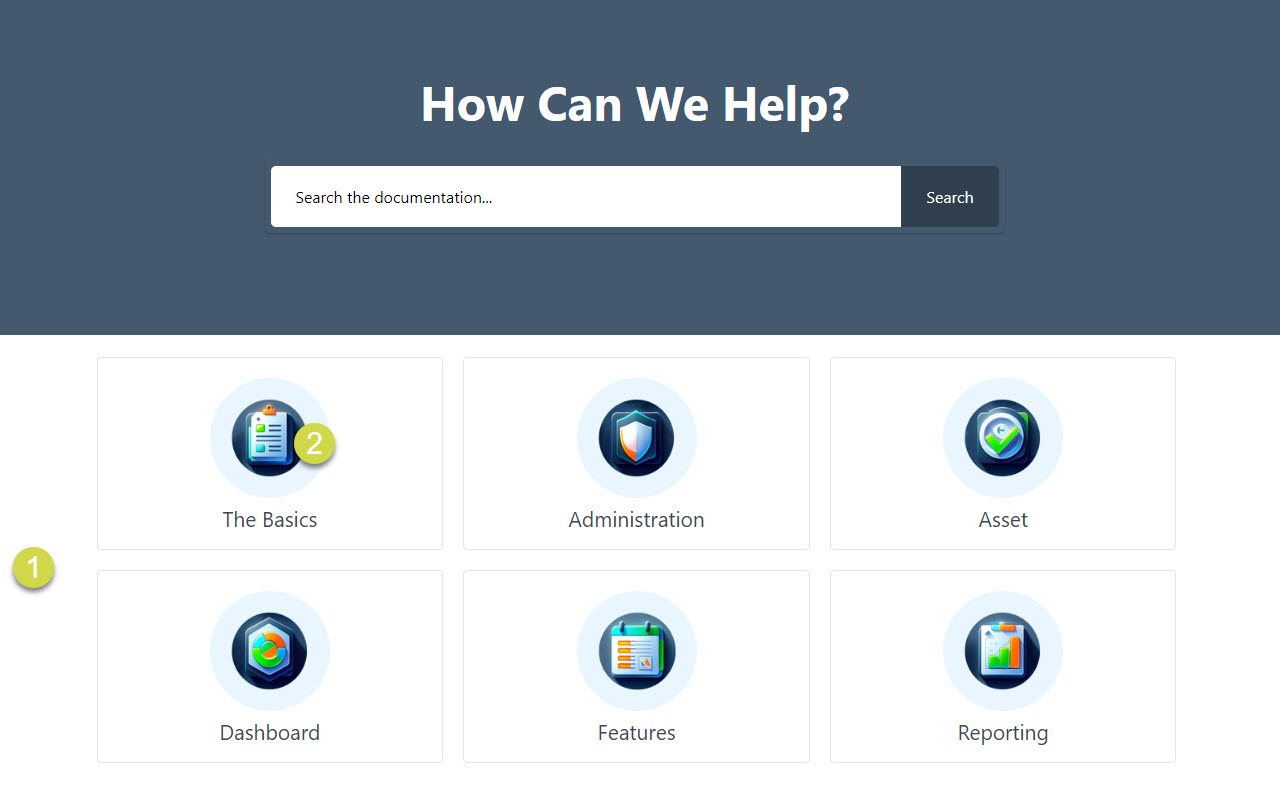 How Can We Help?
Search the documentation...
Search
2
The Basics
Administration
Asset
1
Dashboard
Features
Reporting